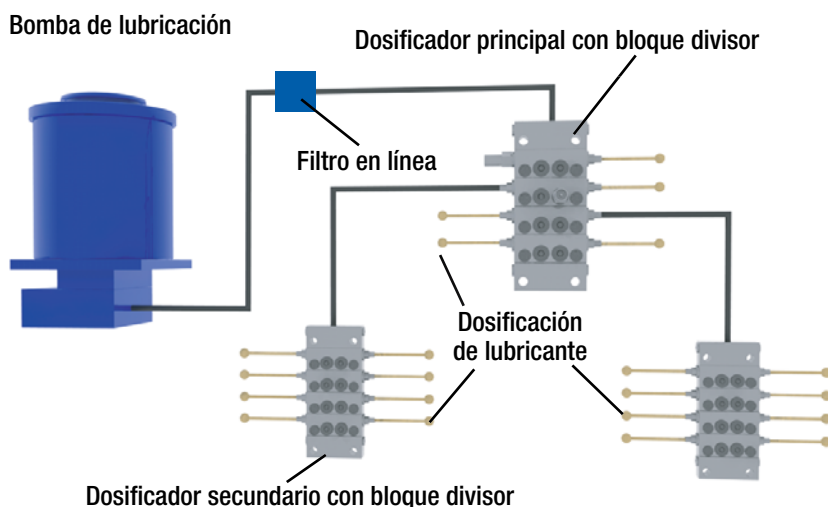 Bomba de lubricación
Dosificador principal con bloque divisor
Filtro en línea
Dosificación
de lubricante
Dosificador secundario con bloque divisor